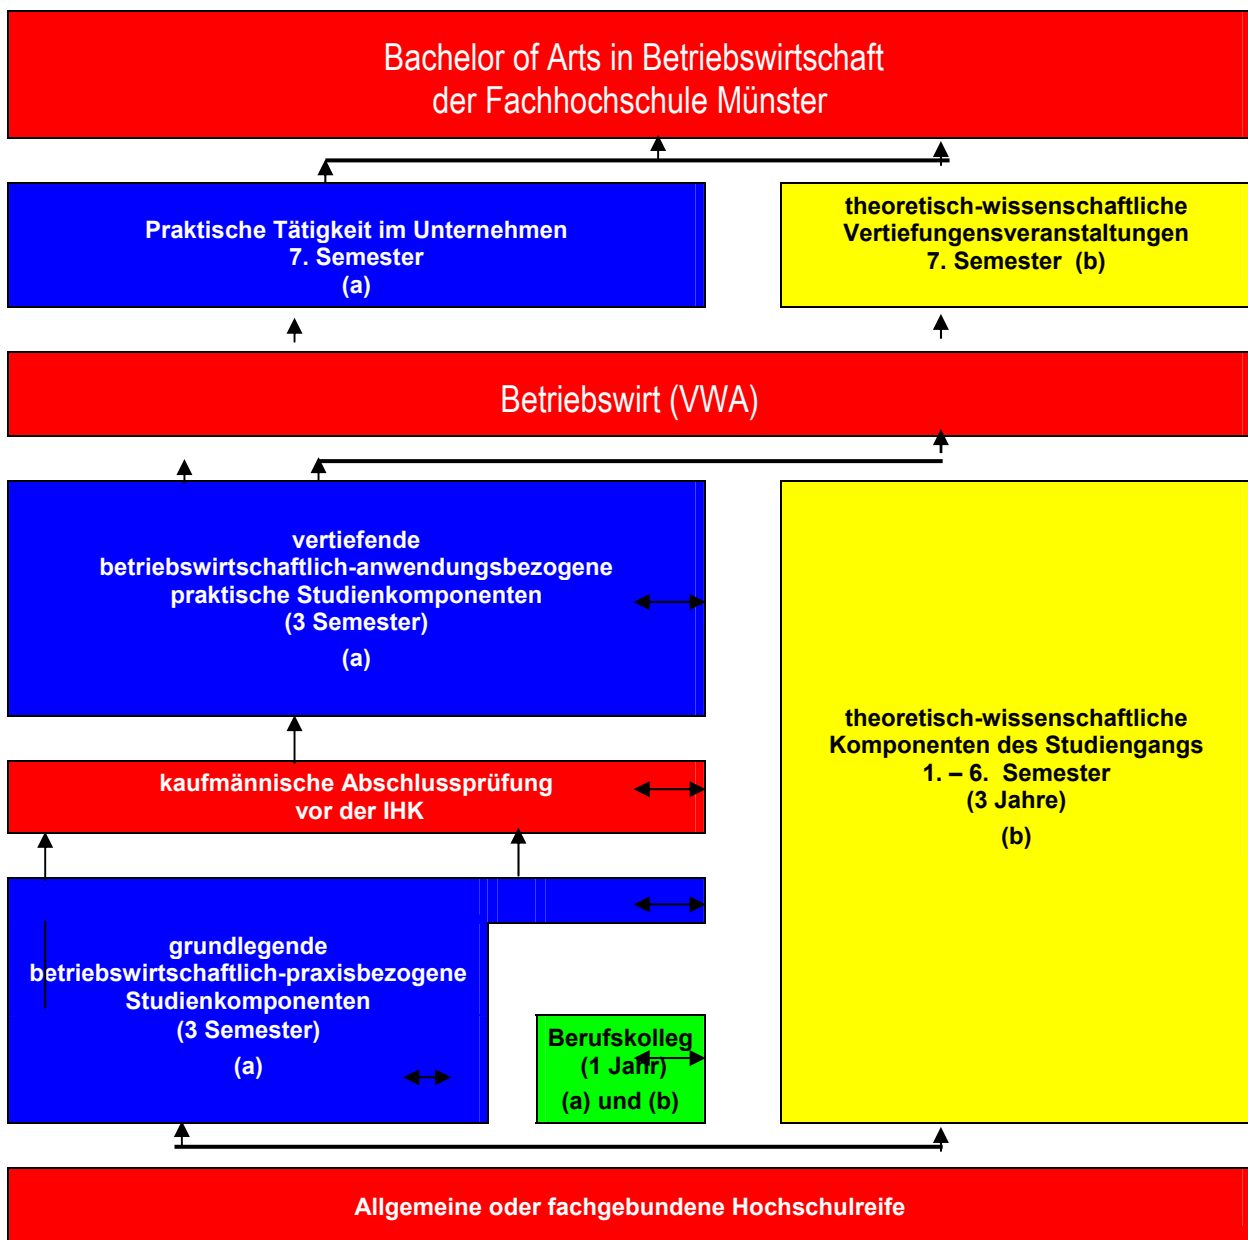 Bachelor of Arts in Betriebswirtschaft
der Fachhochschule Münster
Praktische Tätigkeit im Unternehmen
7. Semester
(a)
theoretisch-wissenschaftliche
Vertiefungensveranstaltungen
7. Semester (b)
Betriebswirt (VWA)
vertiefende
betriebswirtschaftlich-anwendungsbezogene
praktische Studienkomponenten
(3 Semester)
(a)
kaufmännische Abschlussprüfung
vor der IHK
grundlegende
betriebswirtschaftlich-praxisbezogene
Studienkomponenten
(3 Semester)
(a)
Berufskolleg
(1 Jahr)
(a) und (b)
theoretisch-wissenschaftliche
Komponenten des Studiengangs
1. – 6. Semester
(3 Jahre)
(b)
Allgemeine oder fachgebundene Hochschulreife